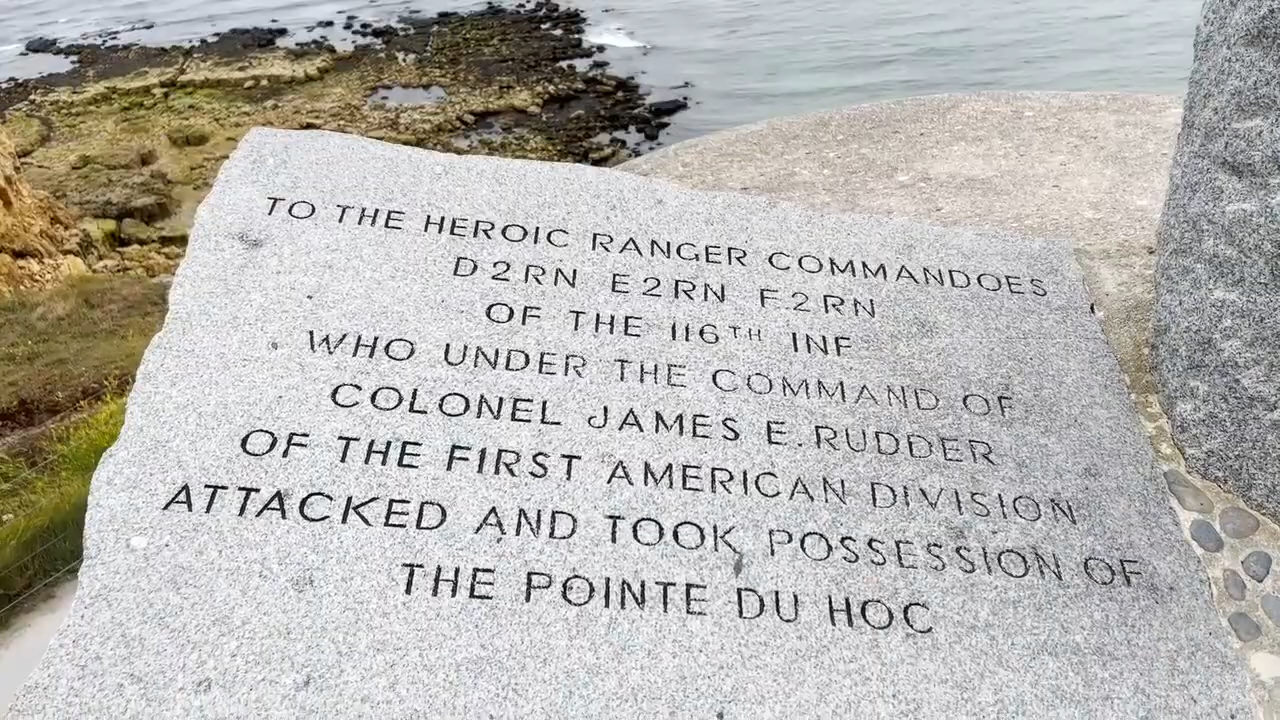 TO THE HEROIC RANGER COMMANDOES
D2RN E2RN F2RN
OF THE 116TH INF
WHO UNDER THE COMMAND OF
COLONEL JAMES E. RUDDER
OF THE FIRST AMERICAN DIVISION
ATTACKED AND TOOK POSSESSION OF
THE POINTE DU HOC